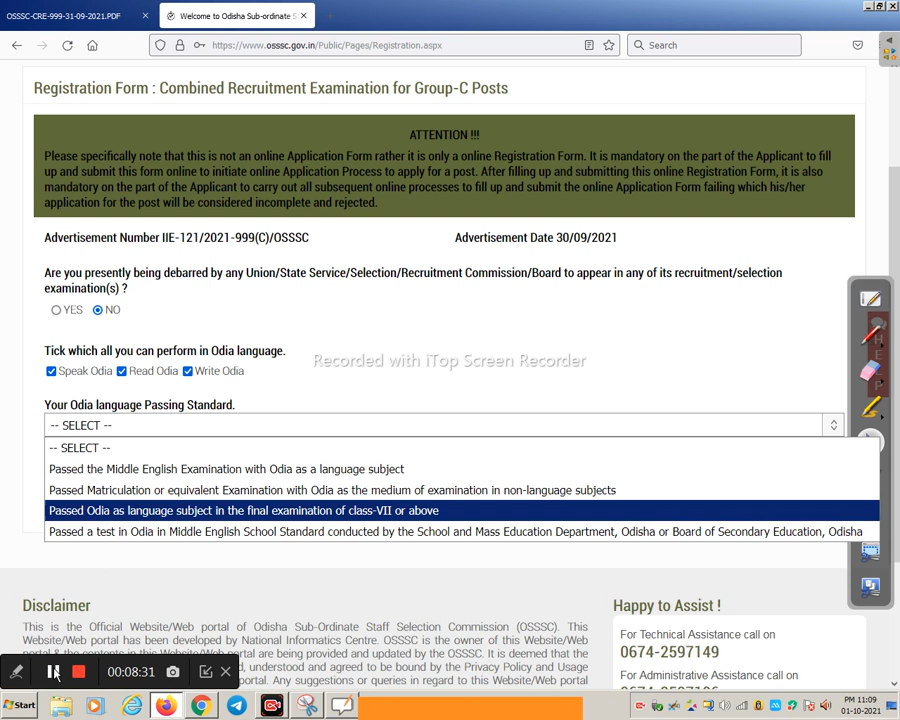 OSSSC-CRE-999-31-09-2021.PDF
Welcome to Odisha Sub-ordinate S
https://www.osssc.gov.in/Public/Pages/Registration.aspx
Search
Registration Form : Combined Recruitment Examination for Group-C Posts
ATTENTION !!!
Please specifically note that this is not an online Application Form rather it is only a online Registration Form. It is mandatory on the part of the Applicant to fill
up and submit this form online to initiate online Application Process to apply for a post. After filling up and submitting this online Registration Form, it is also
mandatory on the part of the Applicant to carry out all subsequent online processes to fill up and submit the online Application Form failing which his/her
application for the post will be considered incomplete and rejected.
Advertisement Number IIE-121/2021-999(C)/OSSSC
Advertisement Date 30/09/2021
Are you presently being debarred by any Union/State Service/Selection/Recruitment Commission/Board to appear in any of its recruitment/selection
examination(s) ?
YES NO
Tick which all you can perform in Odia language.
Recorded with iTop Screen Recorder
Speak Odia Read Odia Write Odia
HELP
Your Odia language Passing Standard.
-- SELECT --
-- SELECT --
Passed the Middle English Examination with Odia as a language subject
Passed Matriculation or equivalent Examination with Odia as the medium of examination in non-language subjects
Passed Odia as language subject in the final examination of class-VII or above
Passed a test in Odia in Middle English School Standard conducted by the School and Mass Education Department, Odisha or Board of Secondary Education, Odisha
Disclaimer
This is the Official Website/Web portal of Odisha Sub-Ordinate Staff Selection Commission (OSSSC). This
Website/Web portal has been developed by National Informatics Centre. OSSSC is the owner of this Website/Web
portal & the contents in this Website/Web portal are being provided and updated by the OSSSC. It is deemed that the
d, understood and agreed to be bound by the Privacy Policy and Usage
portal. Any suggestions or queries in regard to this Website/Web portal
Happy to Assist !
For Technical Assistance call on
0674-2597149
For Administrative Assistance call on
00:08:31
Start
PM 11:09
01-10-2021